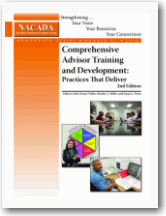 Strengthening . . .
Your Voice
NACADA
Your Resources
Your Connections
Comprehensive
Advisor Training
and Development:
Practices That Deliver
2nd Edition